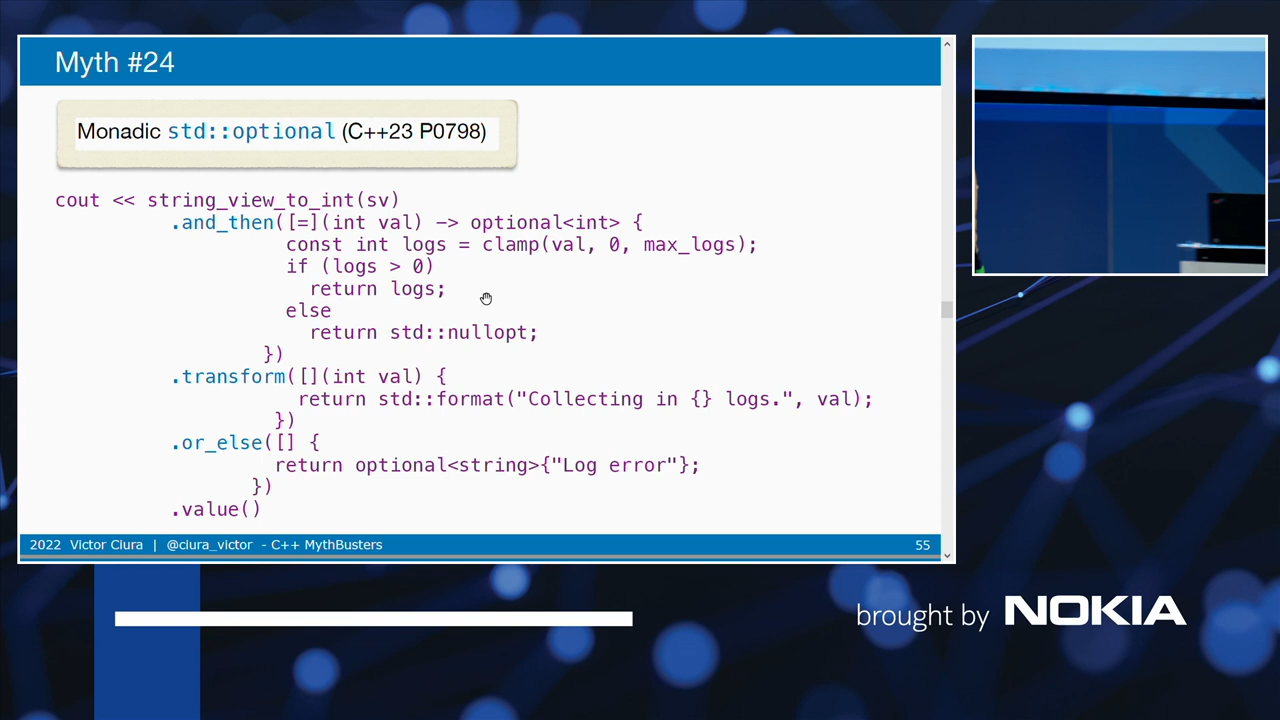 Myth #24
Monadic std::optional (C++23 P0798)
cout << string_view_to_int(sv)
.and_then([=](int val) -> optional<int> {
const int logs = clamp(val, 0, max_logs);
if (logs > 0)
return logs;
else
return std::nullopt;
})
.transform([](int val) {
return std::format("Collecting in {} logs.", val);
})
.or_else([] {
return optional<string>{"Log error"};
})
.value()
2022 Victor Ciura | @ciura_victor - C++ MythBusters 55
brought by NOKIA